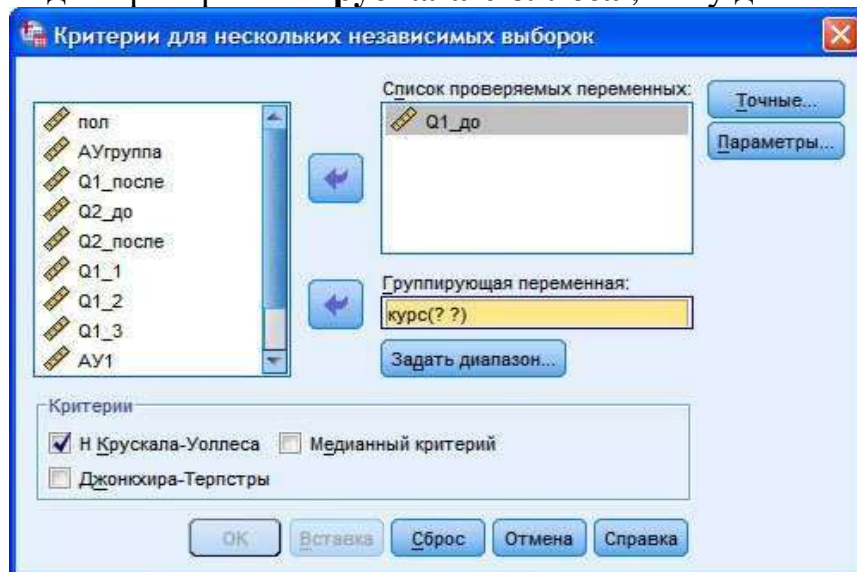 Критерии для нескольких независимых выборок
пол
АУгруппа
Q1_после
Q2_до
Q2_после
Q1_1
Q1_2
Q1_3
АУ1
Список проверяемых переменных:
Q1_до
Группирующая переменная:
курс(? ?)
Задать диапазон...
Точные...
Параметры...
Критерии
Н Крускала-Уоллеса
Медианный критерий
Джонкхира-Терпстры
OK
Вставка
Сброс
Отмена
Справка